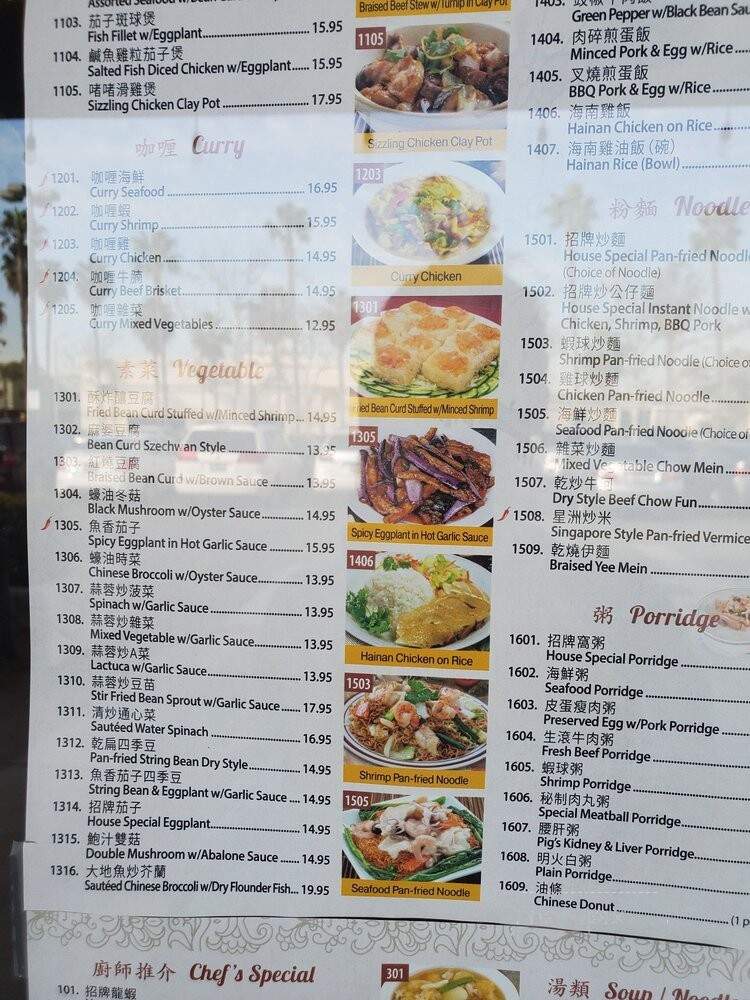 Assorted Seafood w/Bean Curd
1103. 茄子斑球煲
Fish Fillet w/Eggplant 15.95
1104. 鹹魚雞粒茄子煲
Salted Fish Diced Chicken w/Eggplant 15.95
1105. 啫啫滑雞煲
Sizzling Chicken Clay Pot 17.95
咖喱 Curry
1201. 咖喱海鮮
Curry Seafood 16.95
1202. 咖喱蝦
Curry Shrimp 15.95
1203. 咖喱雞
Curry Chicken 14.95
1204. 咖喱牛腩
Curry Beef Brisket 14.95
1205. 咖喱雜菜
Curry Mixed Vegetables 12.95
素菜 Vegetable
1301. 酥炸釀豆腐
Fried Bean Curd Stuffed w/Minced Shrimp 14.95
1302. 麻婆豆腐
Bean Curd Szechwan Style 13.95
1303. 紅燒豆腐
Braised Bean Curd w/Brown Sauce 13.95
1304. 蠔油冬菇
Black Mushroom w/Oyster Sauce 14.95
1305. 魚香茄子
Spicy Eggplant in Hot Garlic Sauce 15.95
1306. 蠔油時菜
Chinese Broccoli w/Oyster Sauce 13.95
1307. 蒜蓉炒菠菜
Spinach w/Garlic Sauce 13.95
1308. 蒜蓉炒雜菜
Mixed Vegetable w/Garlic Sauce 13.95
1309. 蒜蓉炒A菜
Lactuca w/Garlic Sauce 13.95
1310. 蒜蓉炒豆苗
Stir Fried Bean Sprout w/Garlic Sauce 17.95
1311. 清炒通心菜
Sautéed Water Spinach 16.95
1312. 乾扁四季豆
Pan-fried String Bean Dry Style 14.95
1313. 魚香茄子四季豆
String Bean & Eggplant w/Garlic Sauce 14.95
1314. 招牌茄子
House Special Eggplant 14.95
1315. 鮑汁雙菇
Double Mushroom w/Abalone Sauce 14.95
1316. 大地魚炒芥蘭
Sautéed Chinese Broccoli w/Dry Flounder Fish 19.95
廚師推介 Chef's Special
101. 招牌龍蝦
Braised Beef Stew w/Turnip in Clay Pot
1105
Sizzling Chicken Clay Pot
1203
Curry Chicken
1301
Fried Bean Curd Stuffed w/Minced Shrimp
1305
Spicy Eggplant in Hot Garlic Sauce
1406
Hainan Chicken on Rice
1503
Shrimp Pan-fried Noodle
1505
Seafood Pan-fried Noodle
301
1403.
Green Pepper w/Black Bean Sau
1404. 肉碎煎蛋飯
Minced Pork & Egg w/Rice
1405. 叉燒煎蛋飯
BBQ Pork & Egg w/Rice
1406. 海南雞飯
Hainan Chicken on Rice
1407. 海南雞油飯 (碗)
Hainan Rice (Bowl)
粉麵 Noodle
1501. 招牌炒麵
House Special Pan-fried Noodle
(Choice of Noodle)
1502. 招牌炒公仔麵
House Special Instant Noodle w
Chicken, Shrimp, BBQ Pork
1503. 蝦球炒麵
Shrimp Pan-fried Noodle (Choice of
1504. 雞球炒麵
Chicken Pan-fried Noodle
1505. 海鮮炒麵
Seafood Pan-fried Noodle (Choice of
1506. 雜菜炒麵
Mixed Vegetable Chow Mein
1507. 乾炒牛河
Dry Style Beef Chow Fun
1508. 星洲炒米
Singapore Style Pan-fried Vermice
1509. 乾燒伊麵
Braised Yee Mein
粥 Porridge
1601. 招牌窩粥
House Special Porridge
1602. 海鮮粥
Seafood Porridge
1603. 皮蛋瘦肉粥
Preserved Egg w/Pork Porridge
1604. 生滾牛肉粥
Fresh Beef Porridge
1605. 蝦球粥
Shrimp Porridge
1606. 秘制肉丸粥
Special Meatball Porridge
1607. 腰肝粥
Pig's Kidney & Liver Porridge
1608. 明火白粥
Plain Porridge
1609. 油條
Chinese Donut (1 p
湯類 Soup / Noodle